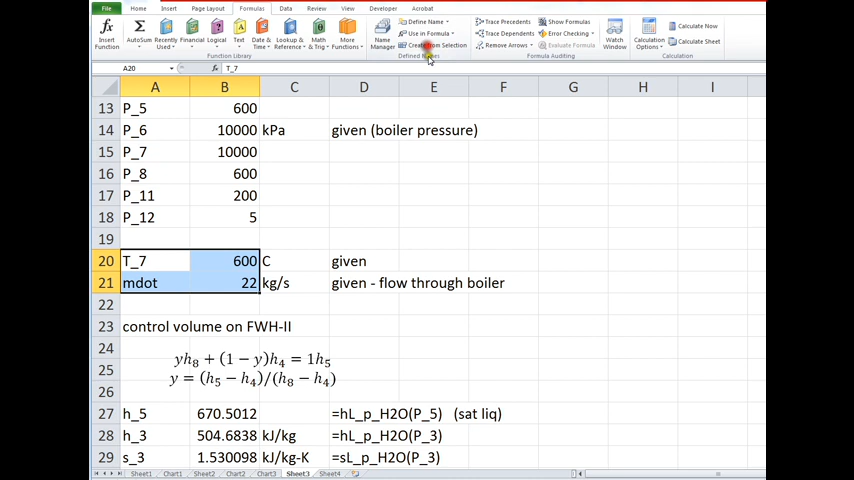 File Home Insert Page Layout Formulas Data Review View Developer Acrobat
Insert Function
AutoSum
Recently Used
Financial
Logical
Text
Date & Time
Lookup & Reference
Math & Trig
More Functions
Function Library
Name Manager
Define Name
Use in Formula
Create from Selection
Defined Names
Trace Precedents
Trace Dependents
Remove Arrows
Show Formulas
Error Checking
Evaluate Formula
Formula Auditing
Watch Window
Calculation Options
Calculate Now
Calculate Sheet
Calculation
A20 fx T_7
A B C D E F G H I
13 P_5 600
14 P_6 10000 kPa given (boiler pressure)
15 P_7 10000
16 P_8 600
17 P_11 200
18 P_12 5
19
20 T_7 600 C given
21 mdot 22 kg/s given - flow through boiler
22
23 control volume on FWH-II
24
yh₈ + (1 − y)h₄ = 1h₅
25
y = (h₅ − h₄)/(h₈ − h₄)
26
27 h_5 670.5012 =hL_p_H2O(P_5) (sat liq)
28 h_3 504.6838 kJ/kg =hL_p_H2O(P_3)
29 s_3 1.530098 kJ/kg-K =sL_p_H2O(P_3)
Sheet1 Chart1 Sheet2 Chart2 Chart3 Sheet3 Sheet4